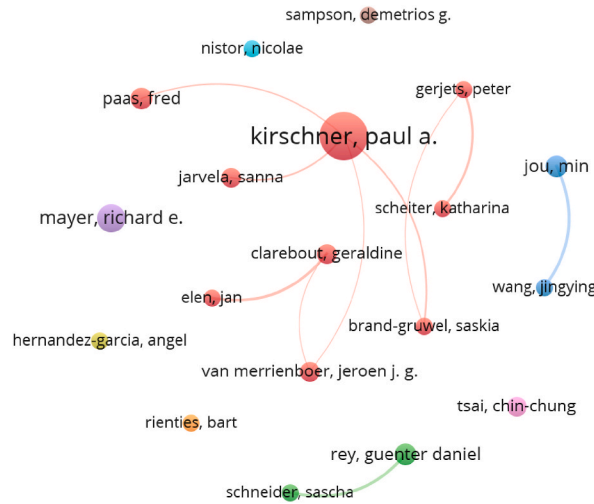 sampson, demetrios g.
nistor, nicolae
paas, fred
gerjets, peter
kirschner, paul a.
jou, min
jarvela, sanna
scheiter, katharina
mayer, richard e.
clarebout, geraldine
wang, jingying
elen, jan
brand-gruwel, saskia
hernandez-garcia, angel
van merrienboer, jeroen j. g.
tsai, chin-chung
rienties, bart
rey, guenter daniel
schneider, sascha